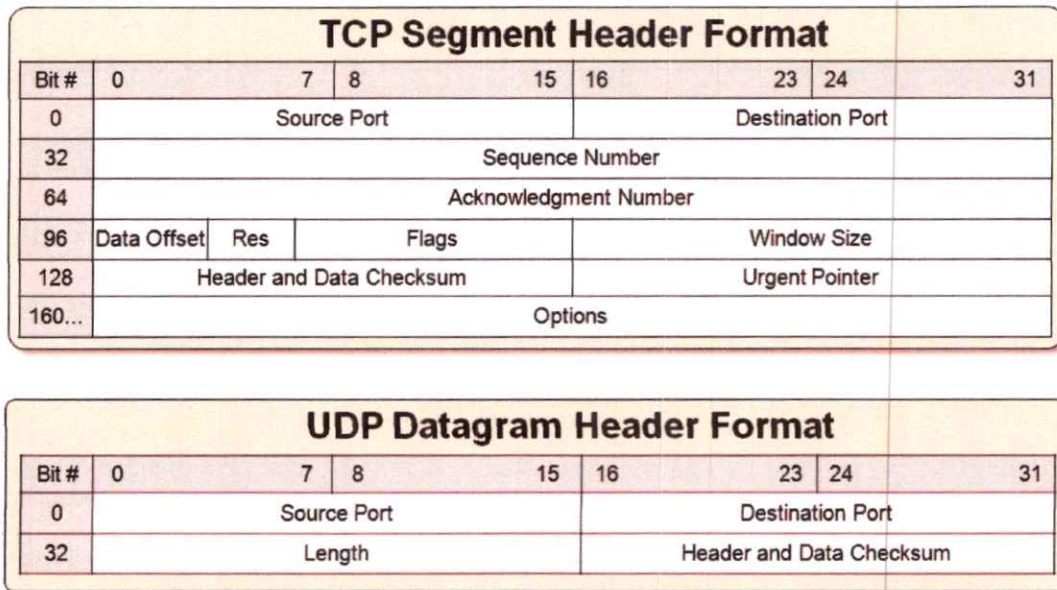 TCP Segment Header Format
Bit # 0 7 8 15 16 23 24 31
0 Source Port Destination Port
32 Sequence Number
64 Acknowledgment Number
96 Data Offset Res Flags Window Size
128 Header and Data Checksum Urgent Pointer
160... Options
UDP Datagram Header Format
Bit # 0 7 8 15 16 23 24 31
0 Source Port Destination Port
32 Length Header and Data Checksum